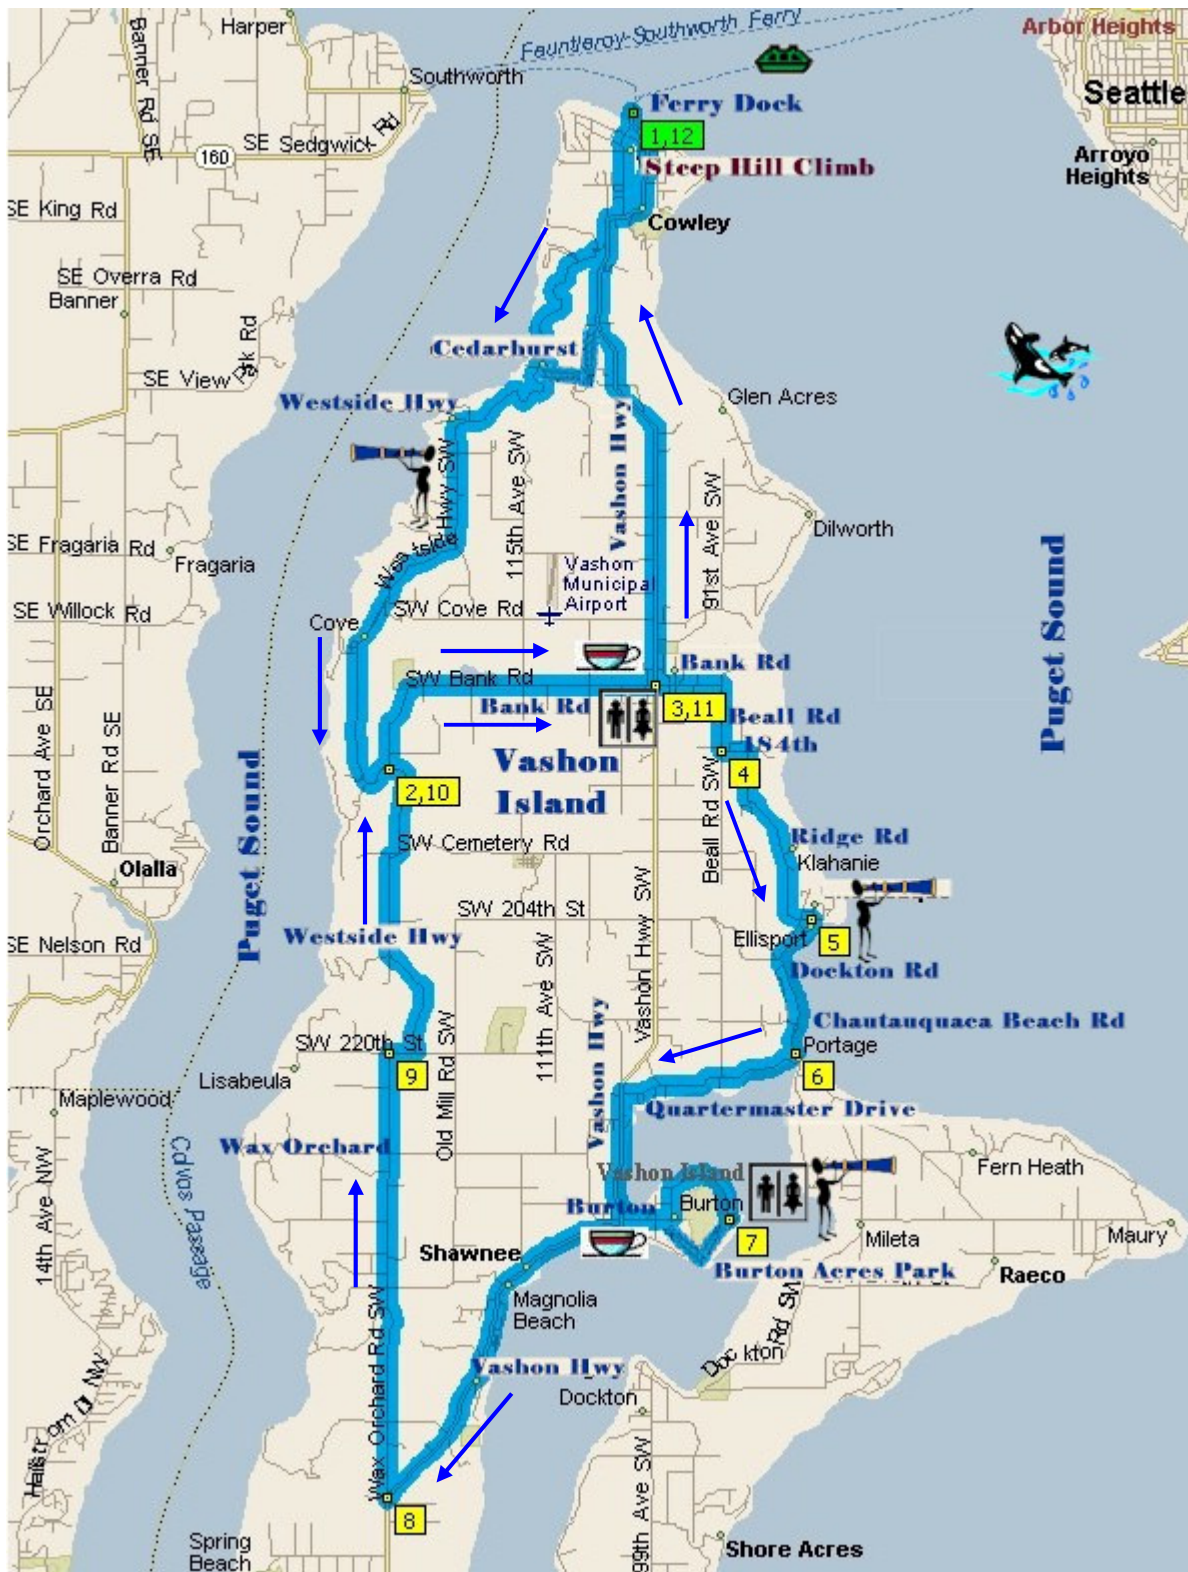 Harper
Fauntleroy-Southworth Ferry
Arbor Heights
Southworth
Seattle
Banner Rd SE
Ferry Dock
1,12
SE Sedgwick Rd
160
Steep Hill Climb
Arroyo
Heights
SE King Rd
Cowley
SE Overra Rd
Banner
Cedarhurst
SE View Park Rd
Westside Hwy
Glen Acres
Vashon Hwy
115th Ave SW
91st Ave SW
Westside Hwy SW
Dilworth
SE Fragaria Rd
Fragaria
Vashon
Municipal
Airport
SE Willock Rd
SW Cove Rd
Cove
Puget Sound
SW Bank Rd
Bank Rd
Bank Rd
3,11
Beall Rd
184th
Orchard Ave SE
Banner Rd SE
Vashon
Island
2,10
4
Beall Rd SW
Puget Sound
SW Cemetery Rd
Ridge Rd
Klahanie
Olalla
Vashon Hwy SW
SW 204th St
Ellisport
5
SE Nelson Rd
Westside Hwy
111th Ave SW
Dockton Rd
Chautauquaca Beach Rd
SW 220th St
Old Mill Rd SW
Vashon Hwy
Portage
Lisabeula
9
6
Maplewood
Quartermaster Drive
Wax Orchard
Colvos Passage
14th Ave NW
Vashon Island
Fern Heath
Burton
Burton
7
Mileta
Maury
Shawnee
Burton Acres Park
Raeco
Magnolia
Beach
Wax Orchard Rd SW
Dockton Rd SW
Vashon Hwy
Dockton
99th Ave SW
8
Spring
Beach
Shore Acres